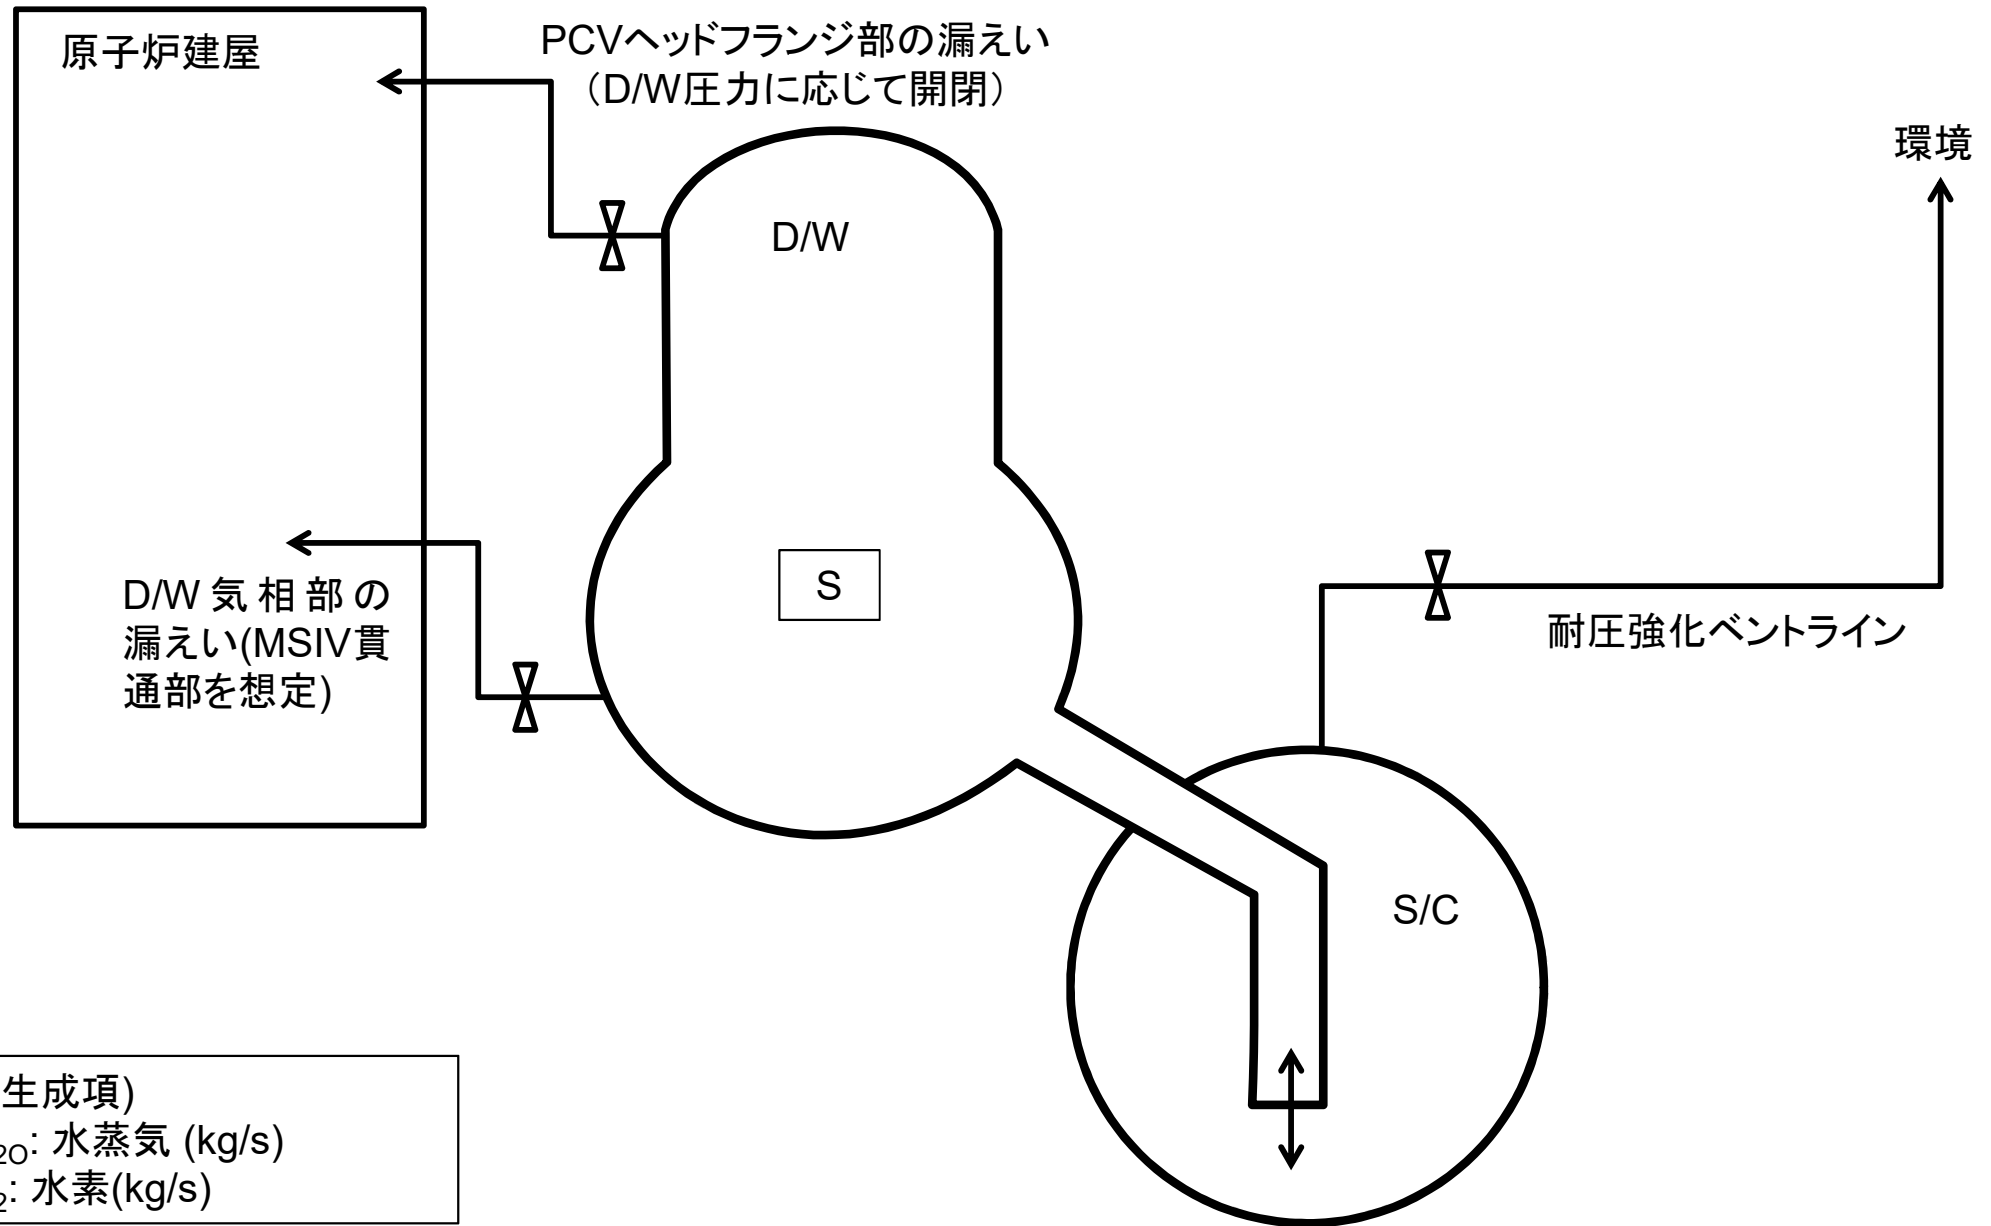 原子炉建屋
PCVヘッドフランジ部の漏えい
（D/W圧力に応じて開閉）
環境
D/W
S
D/W 気 相 部 の
漏えい(MSIV貫
通部を想定)
耐圧強化ベントライン
S/C
生成項)
2O: 水蒸気 (kg/s)
2: 水素(kg/s)